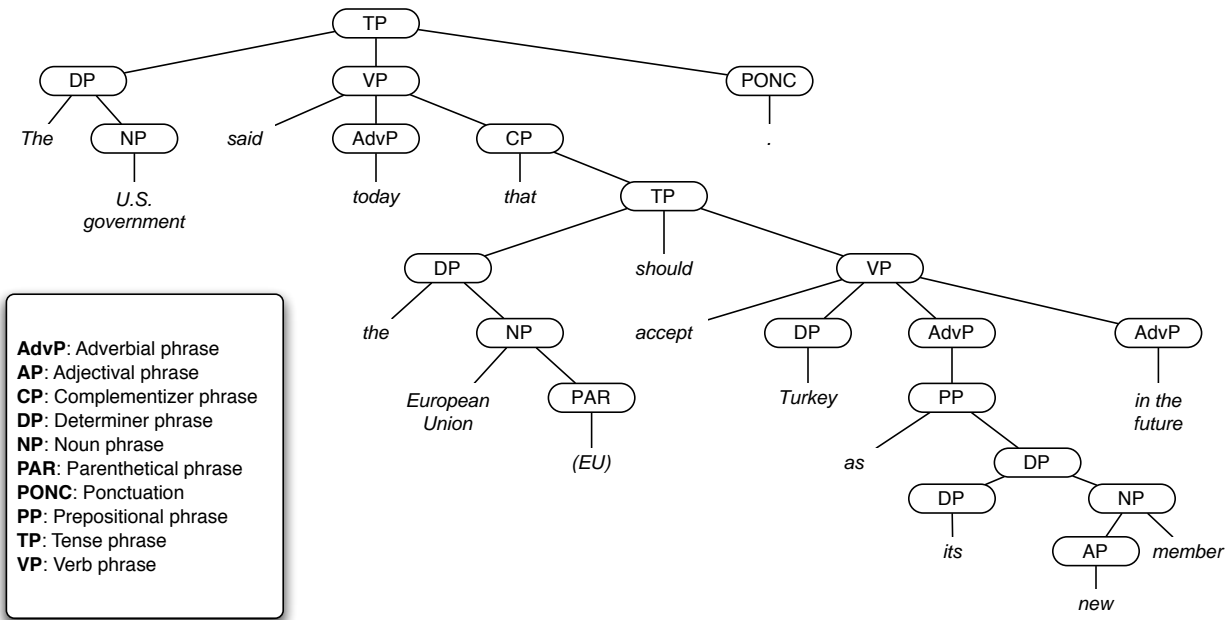 TP
DP
VP
PONC
The
NP
said
AdvP
CP
.
U.S.
government
today
that
TP
DP
should
VP
the
NP
accept
DP
AdvP
AdvP
European
Union
PAR
Turkey
PP
in the
future
(EU)
as
DP
DP
NP
its
AP
member
new
AdvP: Adverbial phrase
AP: Adjectival phrase
CP: Complementizer phrase
DP: Determiner phrase
NP: Noun phrase
PAR: Parenthetical phrase
PONC: Ponctuation
PP: Prepositional phrase
TP: Tense phrase
VP: Verb phrase